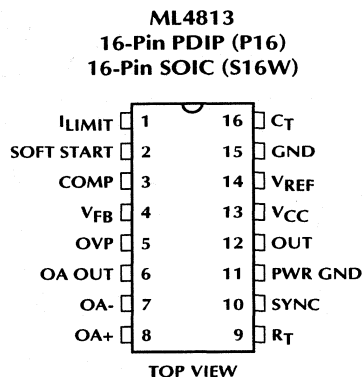 ML4813
16-Pin PDIP (P16)
16-Pin SOIC (S16W)
ILIMIT 1 16 CT
SOFT START 2 15 GND
COMP 3 14 VREF
VFB 4 13 VCC
OVP 5 12 OUT
OA OUT 6 11 PWR GND
OA- 7 10 SYNC
OA+ 8 9 RT
TOP VIEW